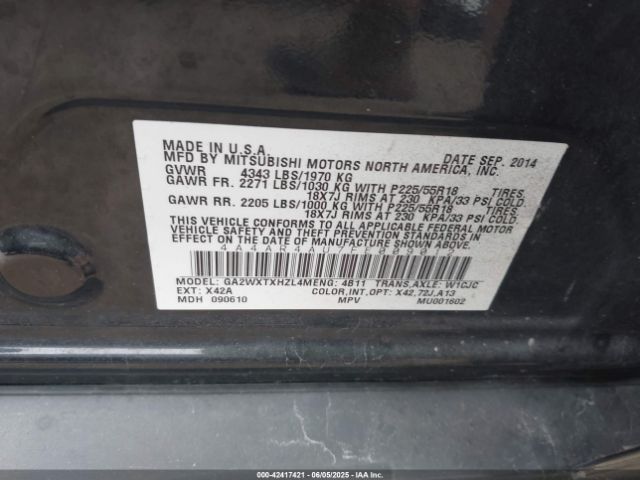 MADE IN U.S.A. DATE SEP. 2014
MFD BY MITSUBISHI MOTORS NORTH AMERICA, INC.
GVWR 4343 LBS/1970 KG
GAWR FR. 2271 LBS/1030 KG WITH P225/55R18 TIRES,
18X7J RIMS AT 230 KPA/33 PSI COLD
GAWR RR. 2205 LBS/1000 KG WITH P225/55R18 TIRES,
18X7J RIMS AT 230 KPA/33 PSI COLD
THIS VEHICLE CONFORMS TO ALL APPLICABLE FEDERAL MOTOR
VEHICLE SAFETY AND THEFT PREVENTION STANDARDS IN EFFECT
ON THE DATE OF MANUFACTURE SHOWN ABOVE.
MODEL: GA2WXTXHZL4M ENG: 4B11 TRANS,AXLE: W1CJC
EXT: X42A COLOR,INT,OPT: X42,72J,A13
MDH 090610 MPV MU001602
000-42417421 - 06/05/2025 - IAAI.COM